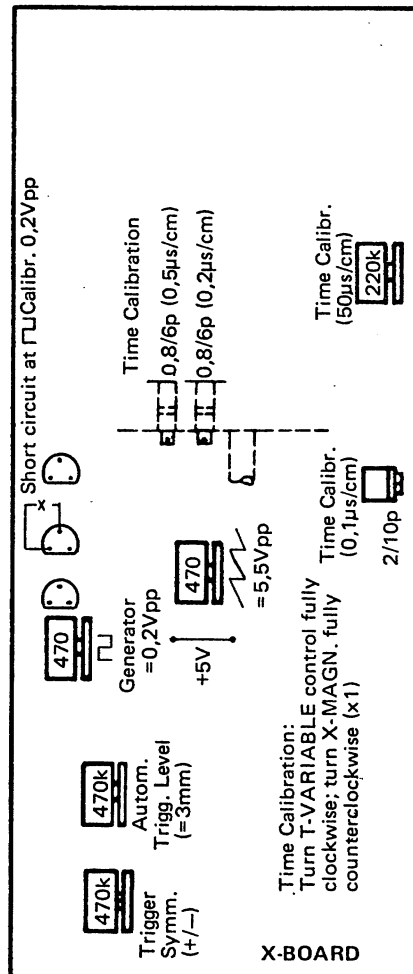 Short circuit at ⊓⊔Calibr. 0,2Vpp
x
470
Generator
=0,2Vpp
470k
Autom.
Trigg. Level
(=3mm)
470k
Trigger
Symm.
(+/−)
+5V
470
=5,5Vpp
Time Calibration
0,8/6p (0,5µs/cm)
0,8/6p (0,2µs/cm)
Time Calibr.
(50µs/cm)
220k
Time Calibr.
(0,1µs/cm)
2/10p
Time Calibration:
Turn T-VARIABLE control fully
clockwise; turn X-MAGN. fully
counterclockwise (x1)
X-BOARD